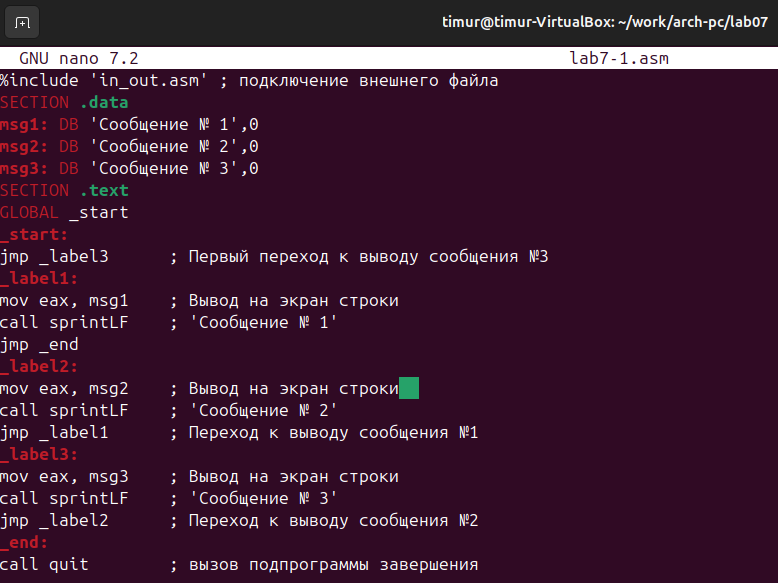 timur@timur-VirtualBox: ~/work/arch-pc/lab07
GNU nano 7.2 lab7-1.asm
%include 'in_out.asm' ; подключение внешнего файла
SECTION .data
msg1: DB 'Сообщение № 1',0
msg2: DB 'Сообщение № 2',0
msg3: DB 'Сообщение № 3',0
SECTION .text
GLOBAL _start
_start:
jmp _label3 ; Первый переход к выводу сообщения №3
_label1:
mov eax, msg1 ; Вывод на экран строки
call sprintLF ; 'Сообщение № 1'
jmp _end
_label2:
mov eax, msg2 ; Вывод на экран строки
call sprintLF ; 'Сообщение № 2'
jmp _label1 ; Переход к выводу сообщения №1
_label3:
mov eax, msg3 ; Вывод на экран строки
call sprintLF ; 'Сообщение № 3'
jmp _label2 ; Переход к выводу сообщения №2
_end:
call quit ; вызов подпрограммы завершения